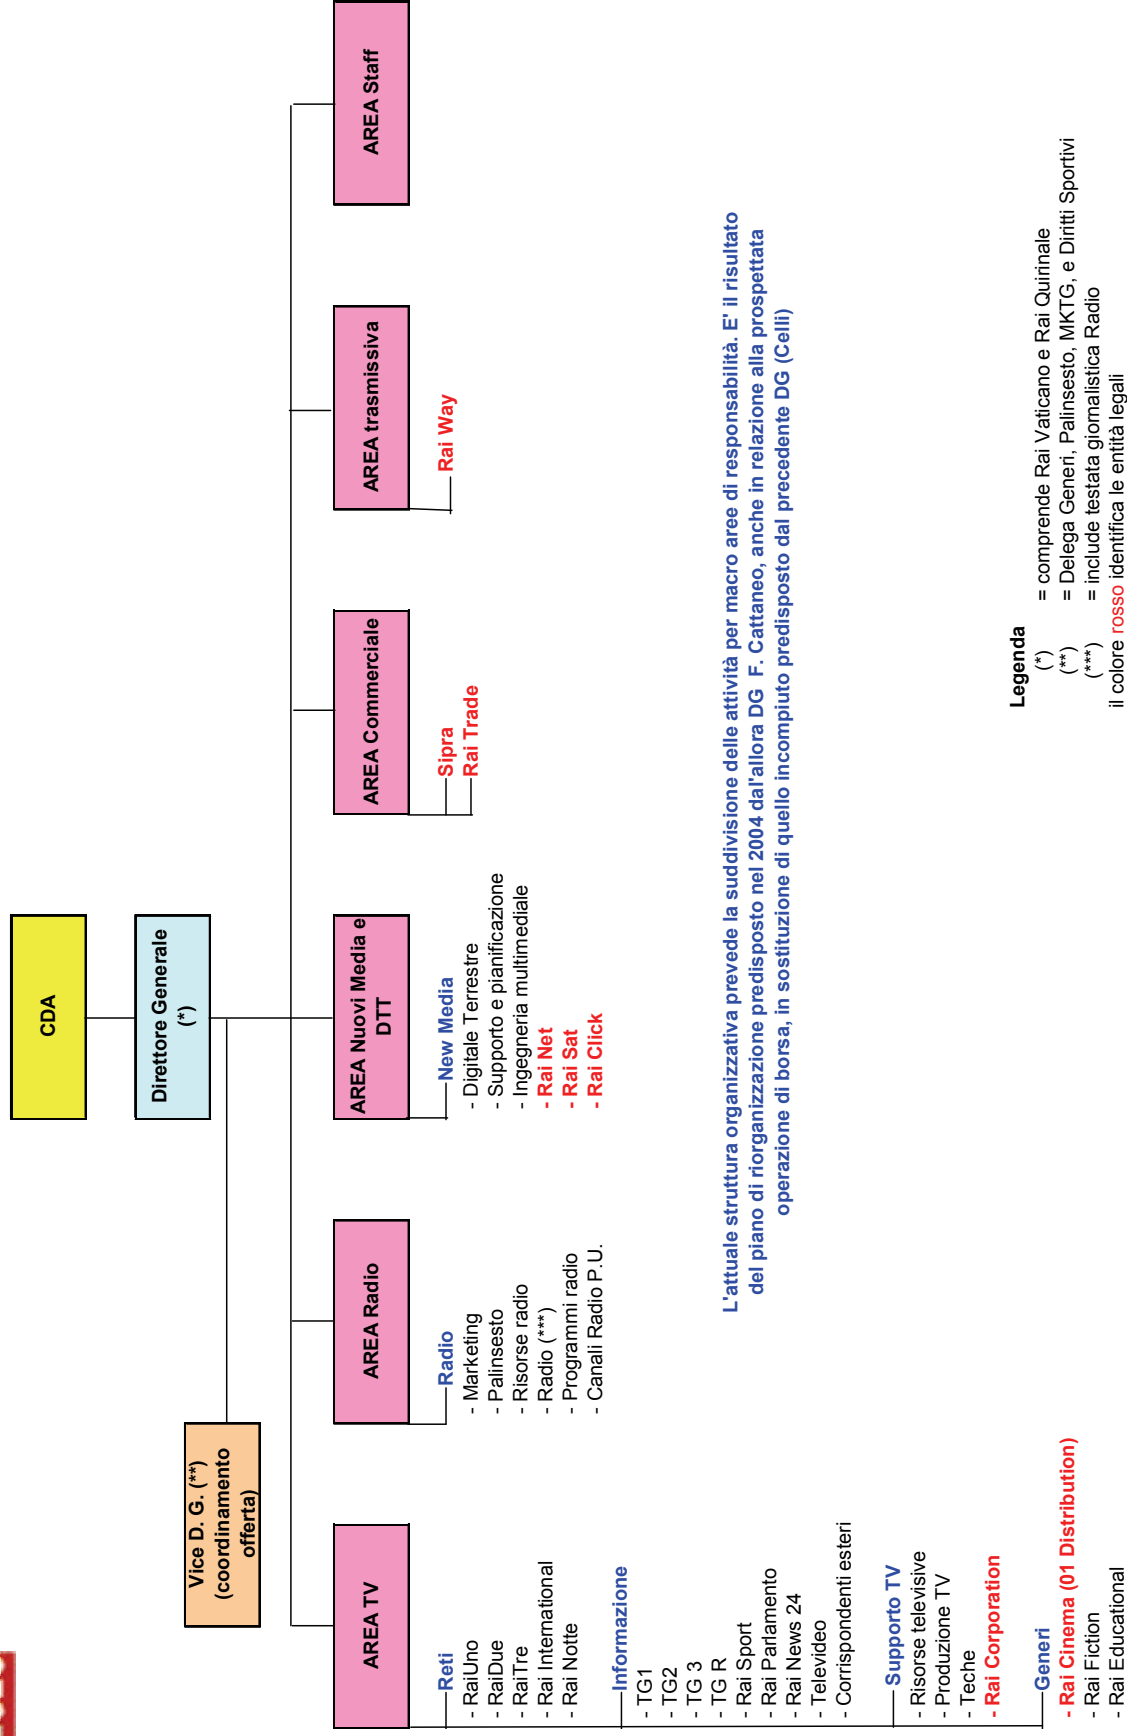 CDA
Direttore Generale
(*)
Vice D. G. (**)
(coordinamento
offerta)
AREA TV
AREA Radio
AREA Nuovi Media e
DTT
AREA Commerciale
AREA trasmissiva
AREA Staff
Reti
- RaiUno
- RaiDue
- RaiTre
- Rai International
- Rai Notte
Informazione
- TG1
- TG2
- TG 3
- TG R
- Rai Sport
- Rai Parlamento
- Rai News 24
- Televideo
- Corrispondenti esteri
Supporto TV
- Risorse televisive
- Produzione TV
- Teche
- Rai Corporation
Generi
- Rai Cinema (01 Distribution)
- Rai Fiction
- Rai Educational
Radio
- Marketing
- Palinsesto
- Risorse radio
- Radio (***)
- Programmi radio
- Canali Radio P.U.
New Media
- Digitale Terrestre
- Supporto e pianificazione
- Ingegneria multimediale
- Rai Net
- Rai Sat
- Rai Click
Sipra
Rai Trade
Rai Way
L'attuale struttura organizzativa prevede la suddivisione delle attività per macro aree di responsabilità. E' il risultato
del piano di riorganizzazione predisposto nel 2004 dal'allora DG F. Cattaneo, anche in relazione alla prospettata
operazione di borsa, in sostituzione di quello incompiuto predisposto dal precedente DG (Celli)
Legenda
(*) = comprende Rai Vaticano e Rai Quirinale
(**) = Delega Generi, Palinsesto, MKTG, e Diritti Sportivi
(***) = include testata giornalistica Radio
il colore rosso identifica le entità legali